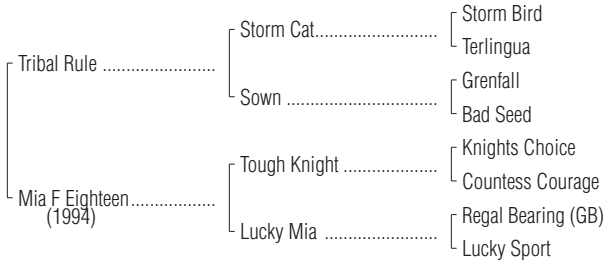 Storm Bird
Storm Cat..............................
Terlingua
Tribal Rule ...........................
Grenfall
Sown .....................................
Bad Seed
Knights Choice
Tough Knight .......................
Countess Courage
Mia F Eighteen....................
(1994)
Regal Bearing (GB)
Lucky Mia ............................
Lucky Sport